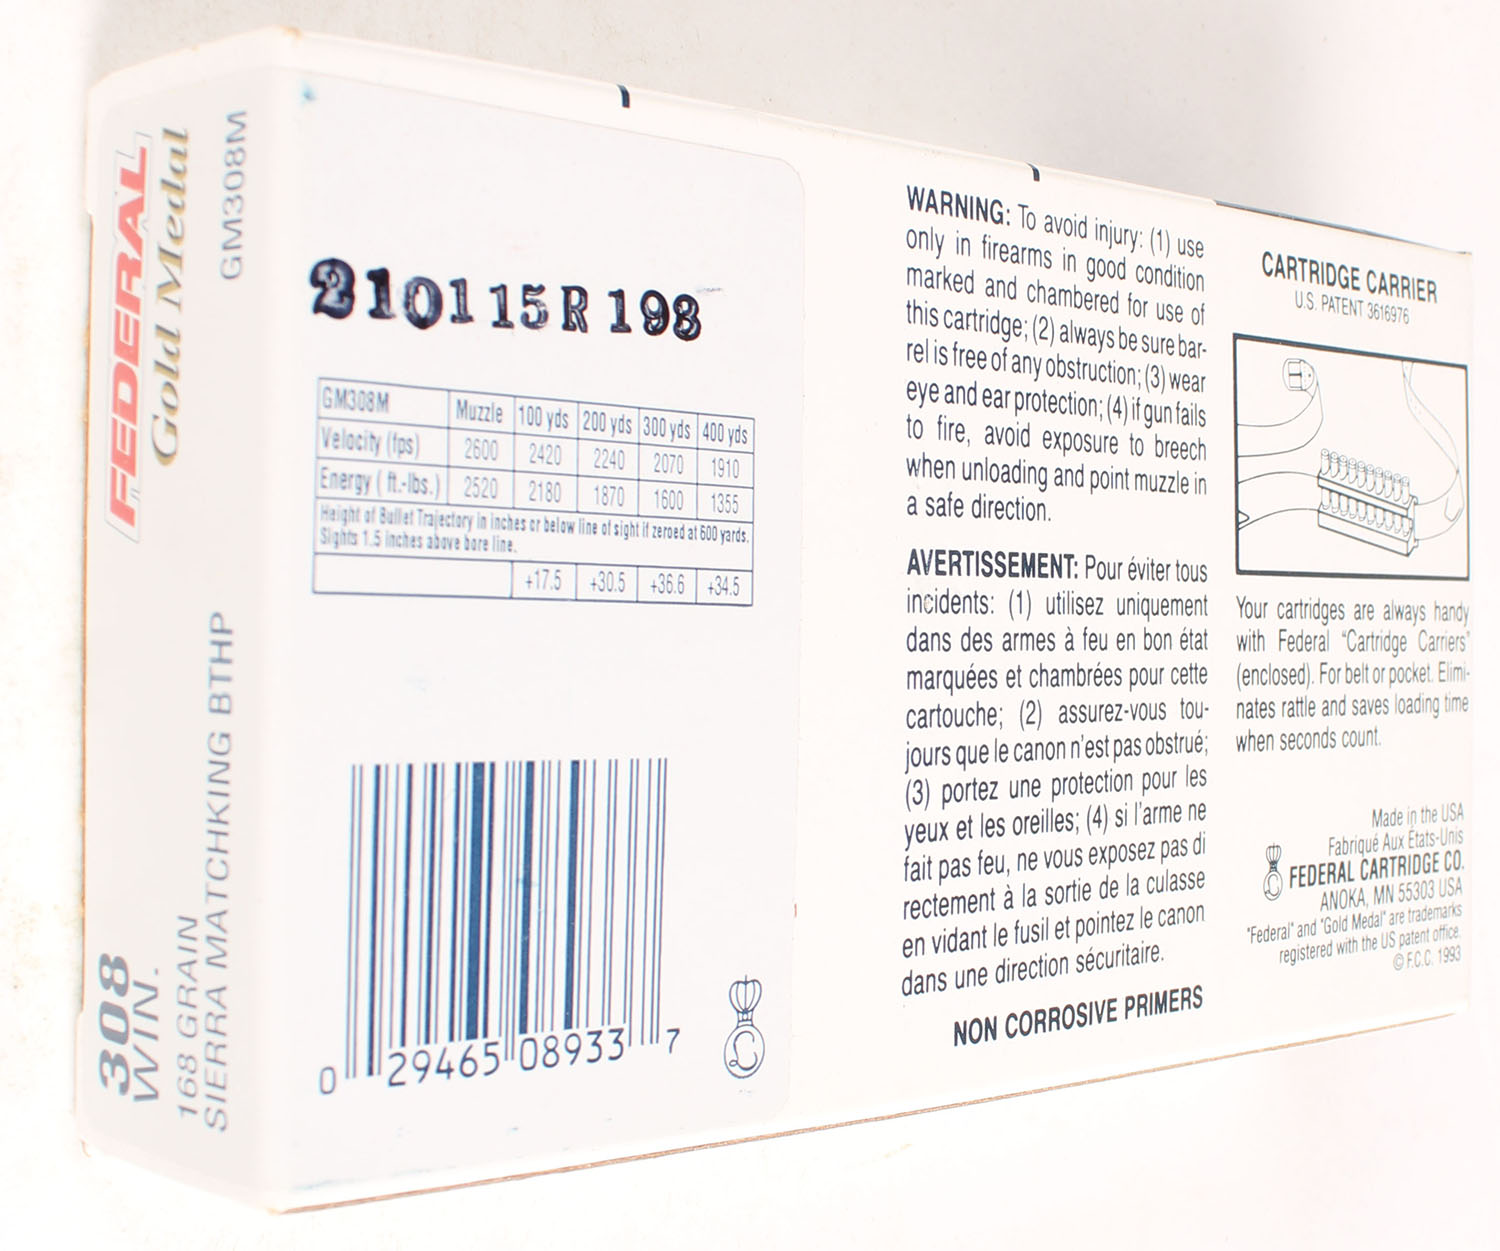 FEDERAL
Gold Medal
GM308M
308
WIN.
168 GRAIN
SIERRA MATCHKING BTHP
210115R193
GM308M Muzzle 100 yds 200 yds 300 yds 400 yds
Velocity (fps) 2600 2420 2240 2070 1910
Energy ( ft.-lbs.) 2520 2180 1870 1600 1355
Height of Bullet Trajectory in inches or below line of sight if zeroed at 600 yards.
Sights 1.5 inches above bore line.
+17.5 +30.5 +36.6 +34.5
0 29465 08933 7
WARNING: To avoid injury: (1) use
only in firearms in good condition
marked and chambered for use of
this cartridge; (2) always be sure bar-
rel is free of any obstruction; (3) wear
eye and ear protection; (4) if gun fails
to fire, avoid exposure to breech
when unloading and point muzzle in
a safe direction.
AVERTISSEMENT: Pour éviter tous
incidents: (1) utilisez uniquement
dans des armes à feu en bon état
marquées et chambrées pour cette
cartouche; (2) assurez-vous tou-
jours que le canon n'est pas obstrué;
(3) portez une protection pour les
yeux et les oreilles; (4) si l'arme ne
fait pas feu, ne vous exposez pas di
rectement à la sortie de la culasse
en vidant le fusil et pointez le canon
dans une direction sécuritaire.
NON CORROSIVE PRIMERS
CARTRIDGE CARRIER
U.S. PATENT 3616976
Your cartridges are always handy
with Federal "Cartridge Carriers"
(enclosed). For belt or pocket. Elimi-
nates rattle and saves loading time
when seconds count.
Made in the USA
Fabriqué Aux États-Unis
FEDERAL CARTRIDGE CO.
ANOKA, MN 55303 USA
"Federal" and "Gold Medal" are trademarks
registered with the US patent office.
© F.C.C. 1993